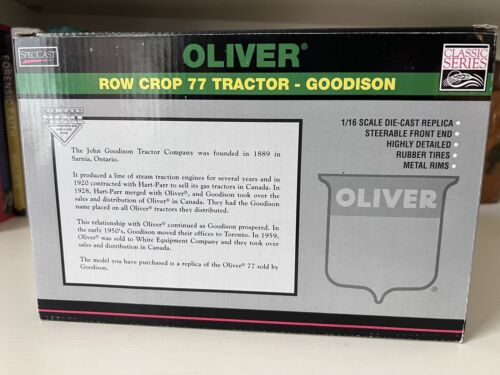 SPECCAST
OLIVER®
CLASSIC
SERIES
ROW CROP 77 TRACTOR - GOODISON
1/16 SCALE DIE-CAST REPLICA •
STEERABLE FRONT END •
HIGHLY DETAILED •
RUBBER TIRES •
METAL RIMS •
The John Goodison Tractor Company was founded in 1889 in
Sarnia, Ontario.
It produced a line of steam traction engines for several years and in
1920 contracted with Hart-Parr to sell its gas tractors in Canada. In
1928, Hart-Parr merged with Oliver®, and Goodison took over the
sales and distribution of Oliver® in Canada. They had the Goodison
name placed on all Oliver® tractors they distributed.
This relationship with Oliver® continued as Goodison prospered. In
the early 1950's, Goodison moved their offices to Toronto. In 1959,
Oliver® was sold to White Equipment Company and they took over
sales and distribution in Canada.
The model you have purchased is a replica of the Oliver® 77 sold by
Goodison.
OLIVER
®